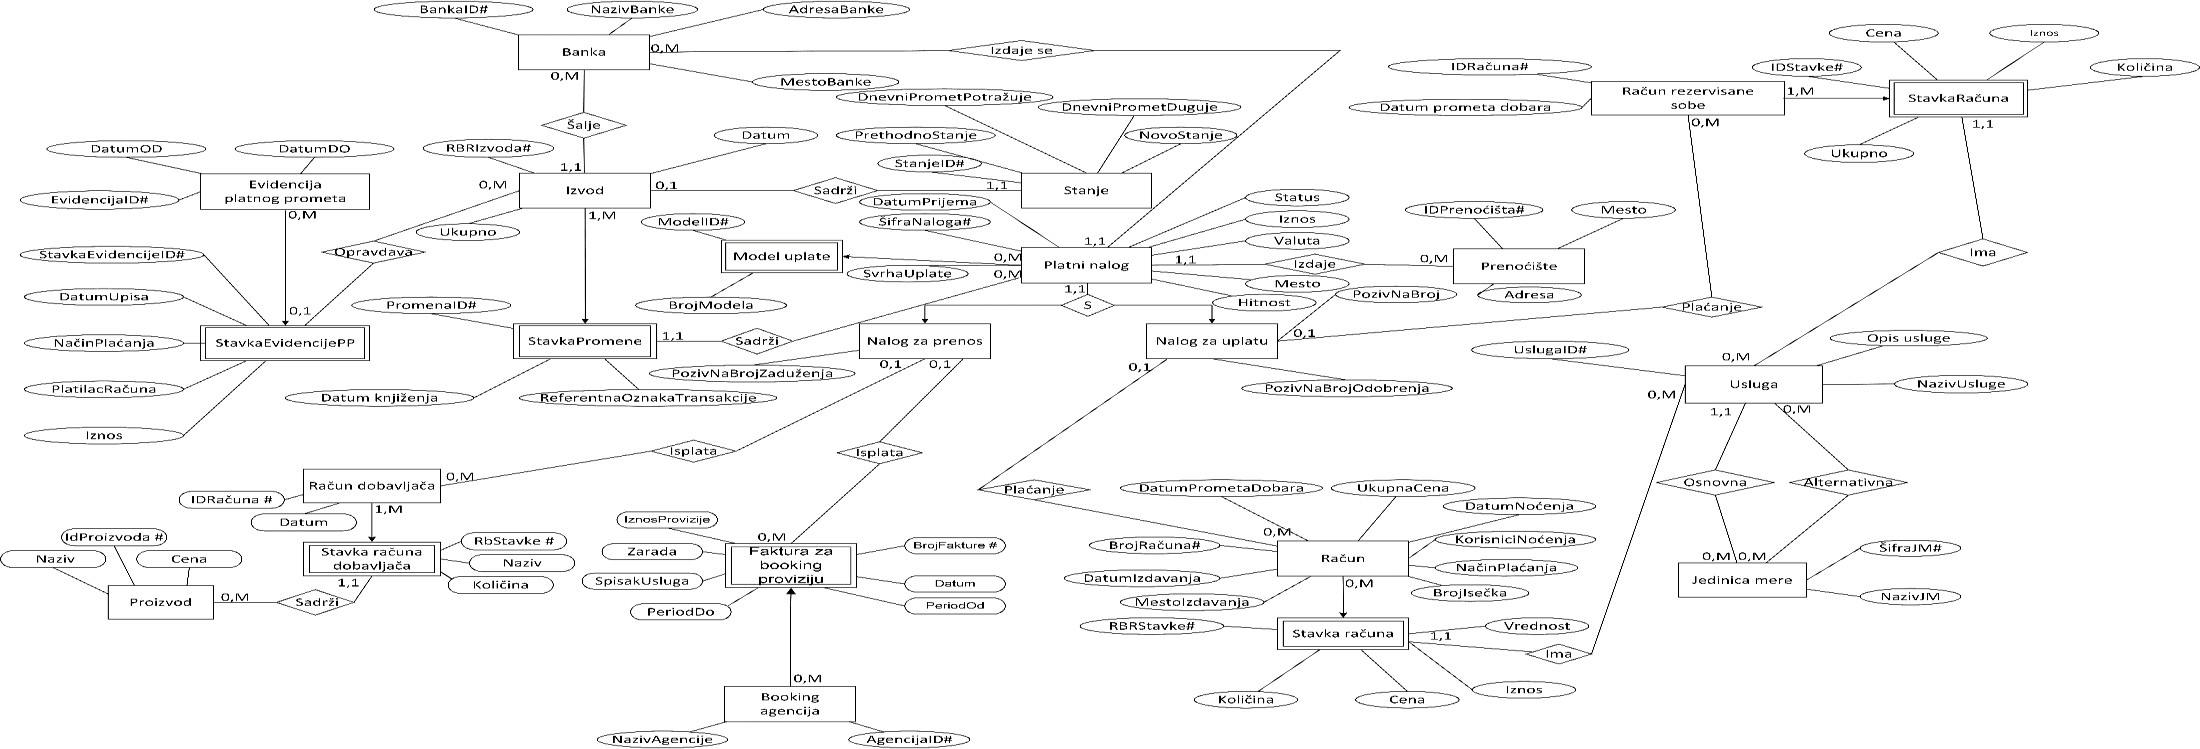 BankaID#
NazivBanke
AdresaBanke
Banka
0,M
Izdaje se
MestoBanke
0,M
Šalje
Cena
Iznos
IDRačuna#
IDStavke#
Količina
Račun rezervisane
sobe
1,M
StavkaRačuna
Datum prometa dobara
0,M
1,1
Ukupno
DnevniPrometPotražuje
DnevniPrometDuguje
PrethodnoStanje
NovoStanje
StanjeID#
DatumOD
DatumDO
RBRIzvoda#
Datum
1,1
Evidencija
platnog prometa
EvidencijaID#
0,M
0,M
Izvod
0,1
Sadrži
1,1
Stanje
1,M
Ukupno
Opravdava
ModelID#
Model uplate
BrojModela
DatumPrijema
ŠifraNaloga#
Status
Iznos
Valuta
1,1
0,M
Platni nalog
0,M
SvrhaUplate
1,1
1,1
Izdaje
0,M
Mesto
Hitnost
S
IDPrenoćišta#
Mesto
Prenoćište
Adresa
Ima
StavkaEvidencijeID#
DatumUpisa
0,1
NačinPlaćanja
StavkaEvidencijePP
PlatilacRačuna
Iznos
PromenaID#
StavkaPromene
1,1
Sadrži
Datum knjiženja
ReferentnaOznakaTransakcije
Nalog za prenos
PozivNaBrojZaduženja
0,1
0,1
PozivNaBroj
Nalog za uplatu
0,1
0,1
PozivNaBrojOdobrenja
Plaćanje
UslugaID#
Opis usluge
0,M
Usluga
NazivUsluge
0,M
1,1
0,M
Osnovna
Alternativna
0,M
0,M
Jedinica mere
ŠifraJM#
NazivJM
Isplata
Isplata
Račun dobavljača
0,M
IDRačuna #
Datum
1,M
IdProizvoda #
Naziv
Cena
Proizvod
0,M
Sadrži
1,1
Stavka računa
dobavljača
RbStavke #
Naziv
Količina
IznosProvizije
0,M
Zarada
SpisakUsluga
PeriodDo
Faktura za
booking
proviziju
BrojFakture #
Datum
PeriodOd
0,M
Booking
agencija
NazivAgencije
AgencijaID#
Plaćanje
DatumPrometaDobara
UkupnaCena
DatumNoćenja
0,M
BrojRačuna#
Račun
KorisniciNoćenja
DatumIzdavanja
NačinPlaćanja
MestoIzdavanja
0,M
BrojIsečka
RBRStavke#
Stavka računa
1,1
Vrednost
Ima
Količina
Cena
Iznos